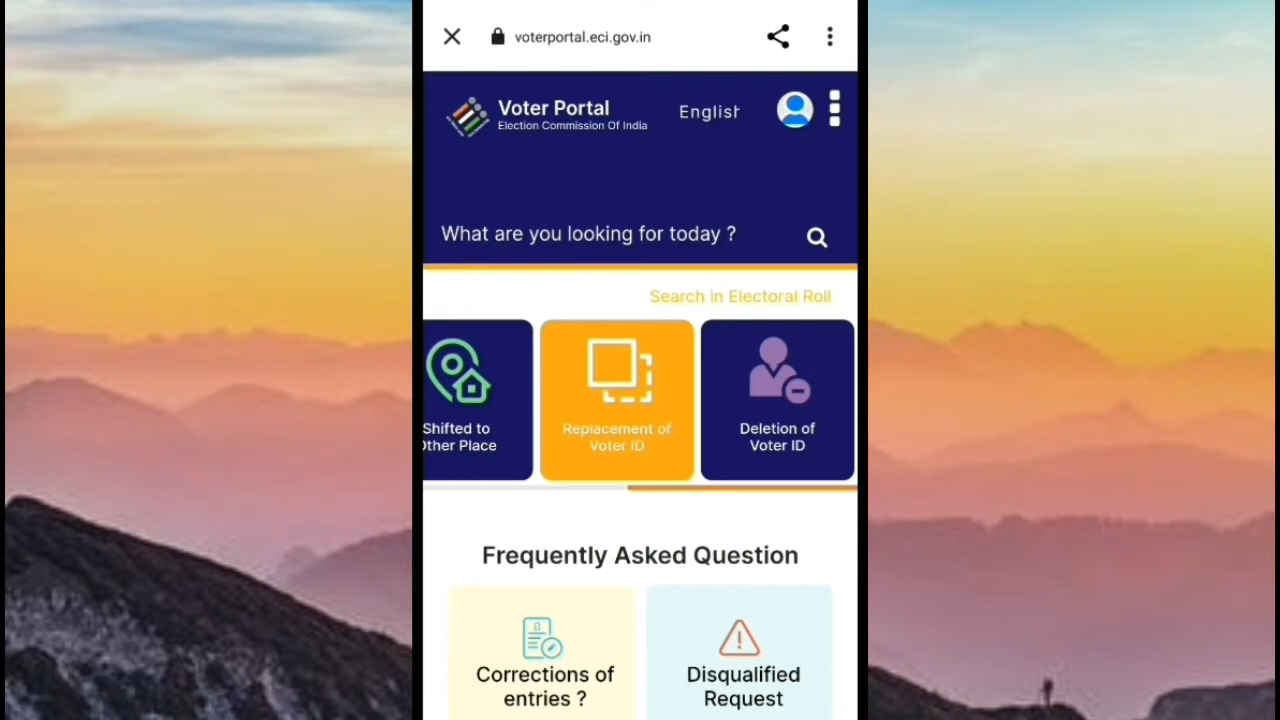 voterportal.eci.gov.in
Voter Portal
Election Commission Of India
English
What are you looking for today ?
Search in Electoral Roll
Shifted to
Other Place
Replacement of
Voter ID
Deletion of
Voter ID
Frequently Asked Question
Corrections of
entries ?
Disqualified
Request